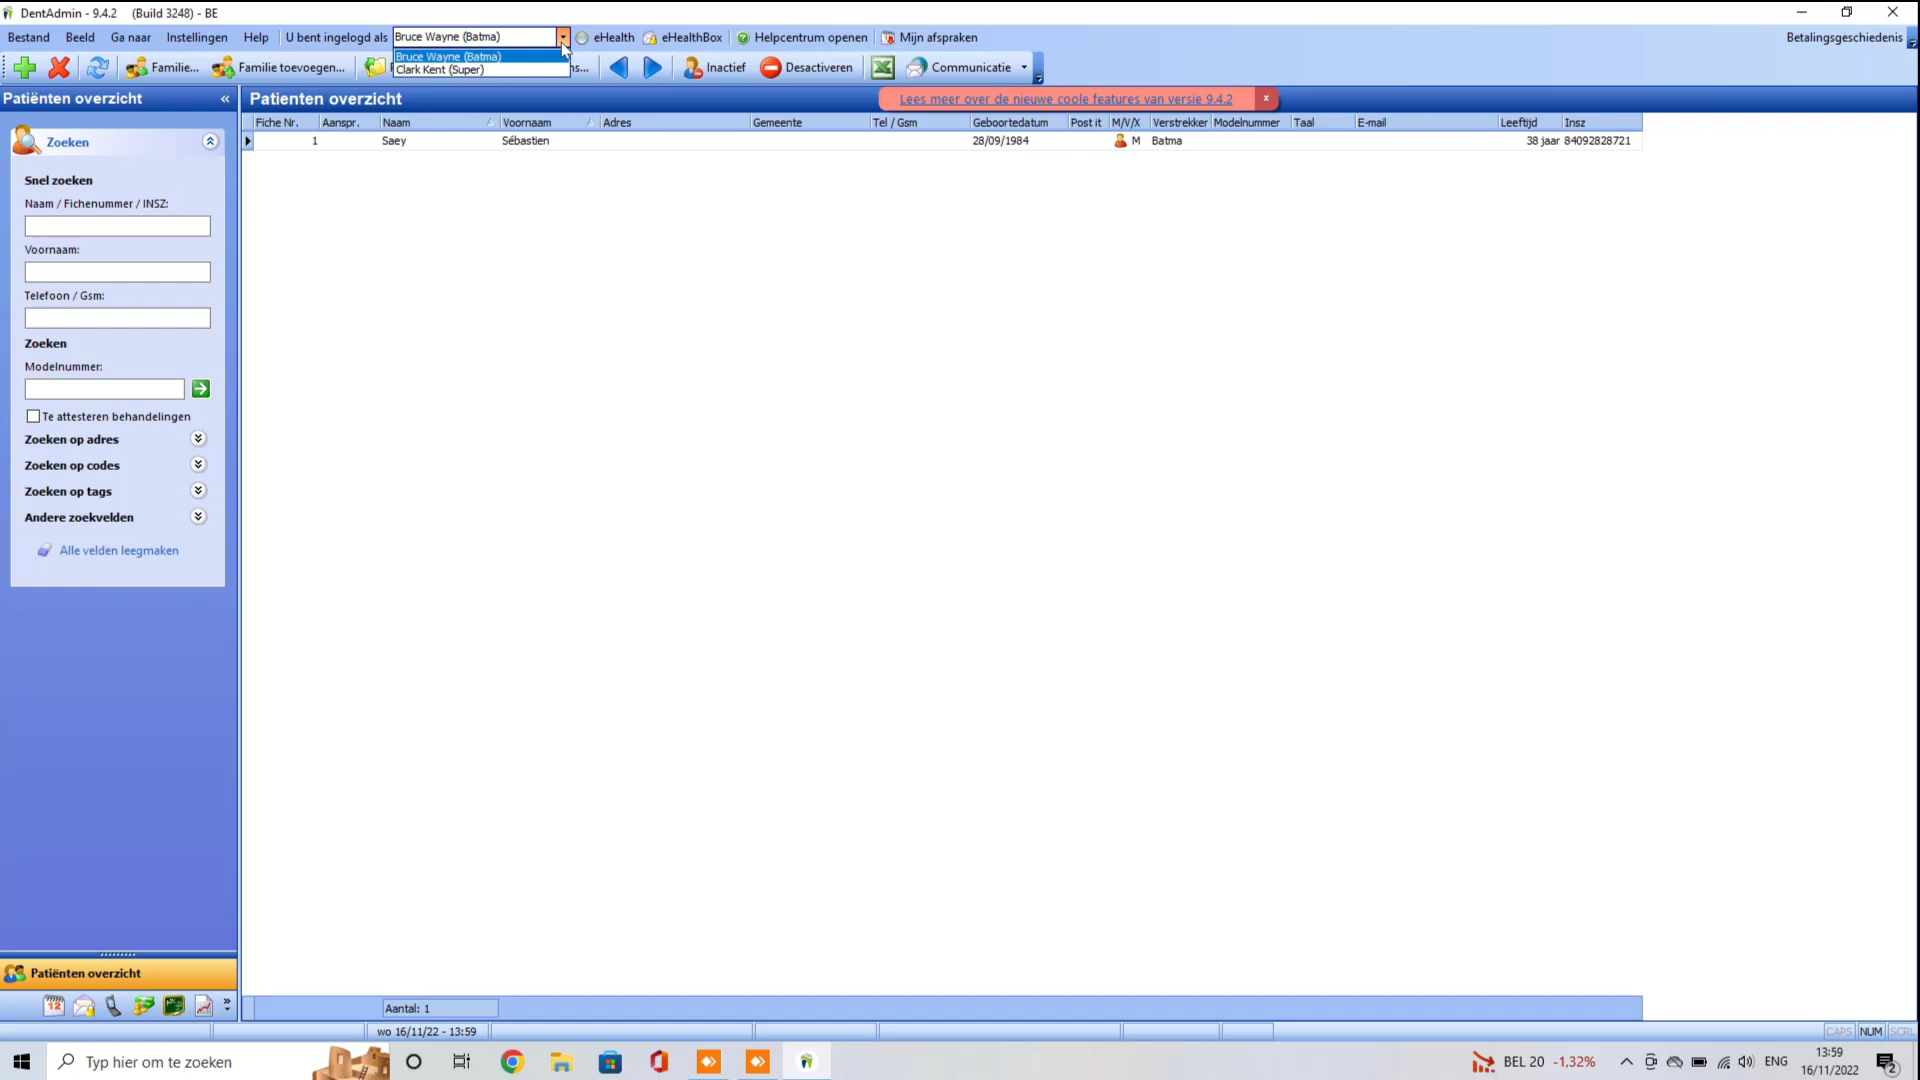 DentAdmin - 9.4.2 (Build 3248) - BE
Bestand Beeld Ga naar Instellingen Help U bent ingelogd als Bruce Wayne (Batma) eHealth eHealthBox Helpcentrum openen Mijn afspraken Betalingsgeschiedenis
Bruce Wayne (Batma)
Clark Kent (Super)
Familie... Familie toevoegen... Inactief Desactiveren Communicatie
Patiënten overzicht «
Patienten overzicht
Lees meer over de nieuwe coole features van versie 9.4.2 x
Fiche Nr. Aanspr. Naam Voornaam Adres Gemeente Tel / Gsm Geboortedatum Post it M/V/X Verstrekker Modelnummer Taal E-mail Leeftijd Insz
1 Saey Sébastien 28/09/1984 M Batma 38 jaar 84092828721
Zoeken
Snel zoeken
Naam / Fichenummer / INSZ:
Voornaam:
Telefoon / Gsm:
Zoeken
Modelnummer:
Te attesteren behandelingen
Zoeken op adres
Zoeken op codes
Zoeken op tags
Andere zoekvelden
Alle velden leegmaken
Patiënten overzicht
12
»
Aantal: 1
wo 16/11/22 - 13:59
CAPS NUM SCRL
Typ hier om te zoeken
BEL 20 -1,32%
ENG
13:59
16/11/2022
2